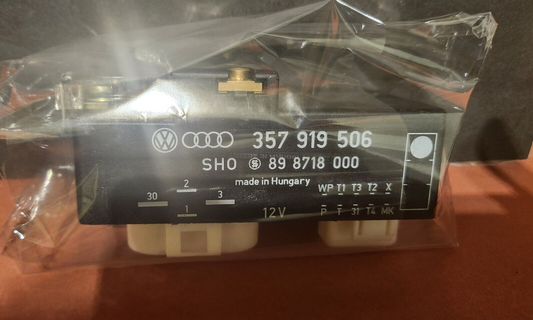 357 919 506
SHO S 89 8718 000
made in Hungary
WP T1 T3 T2 X
2
30 3
1
12V
P T 31 T4 MK